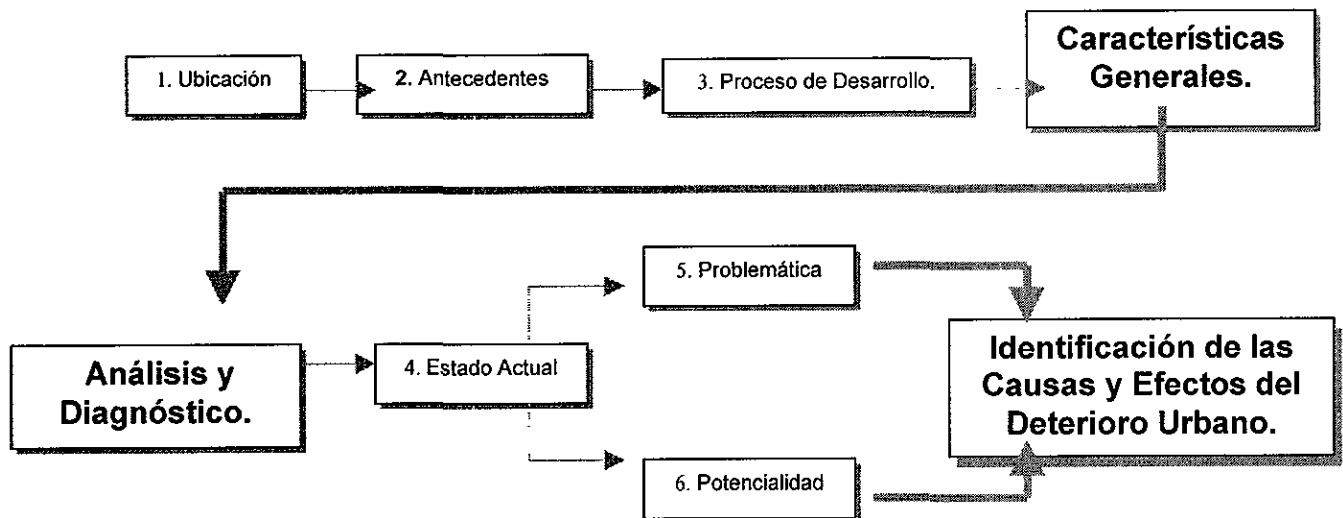 1. Ubicación
2. Antecedentes
3. Proceso de Desarrollo.
Características
Generales.
Análisis y
Diagnóstico.
4. Estado Actual
5. Problemática
6. Potencialidad
Identificación de las
Causas y Efectos del
Deterioro Urbano.